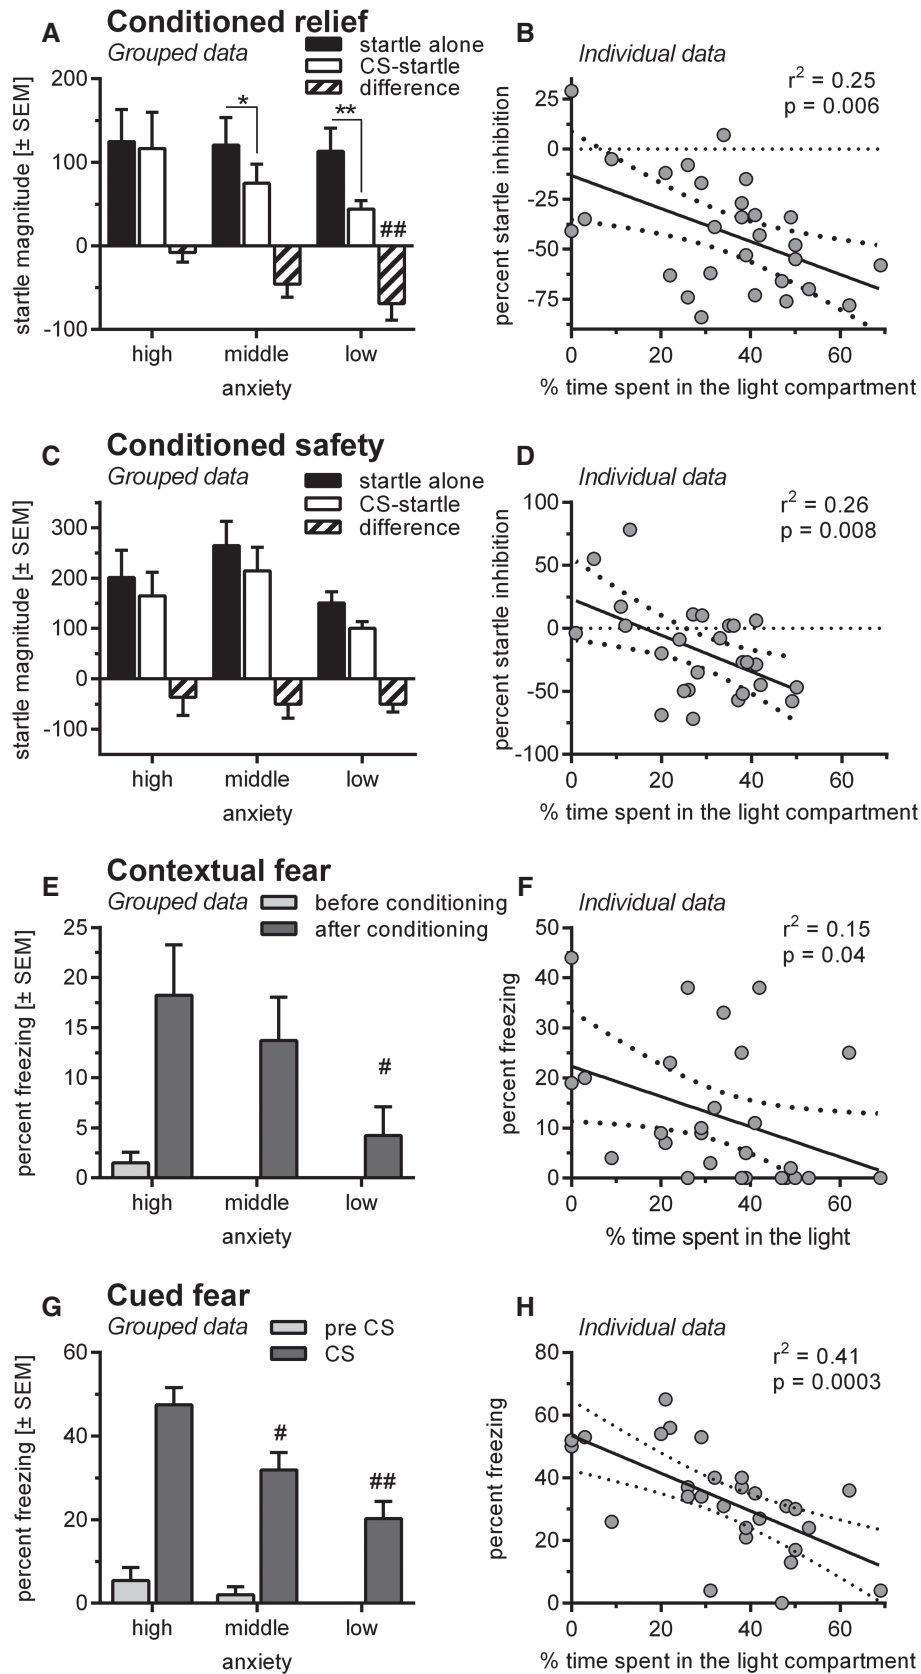 A
Conditioned relief
Grouped data
startle alone
CS-startle
difference
startle magnitude [± SEM]
200
100
0
-100
*
**
##
high
middle
low
anxiety
B
Individual data
r² = 0.25
p = 0.006
percent startle inhibition
25
0
-25
-50
-75
0
20
40
60
% time spent in the light compartment
C
Conditioned safety
Grouped data
startle alone
CS-startle
difference
startle magnitude [± SEM]
300
200
100
0
-100
high
middle
low
anxiety
D
Individual data
r² = 0.26
p = 0.008
percent startle inhibition
100
50
0
-50
-100
0
20
40
60
% time spent in the light compartment
E
Contextual fear
Grouped data
before conditioning
after conditioning
percent freezing [± SEM]
25
20
15
10
5
0
#
high
middle
low
anxiety
F
Individual data
r² = 0.15
p = 0.04
percent freezing
50
40
30
20
10
0
0
20
40
60
% time spent in the light
G
Cued fear
Grouped data
pre CS
CS
percent freezing [± SEM]
60
40
20
0
#
##
high
middle
low
anxiety
H
Individual data
r² = 0.41
p = 0.0003
percent freezing
80
60
40
20
0
0
20
40
60
% time spent in the light compartment